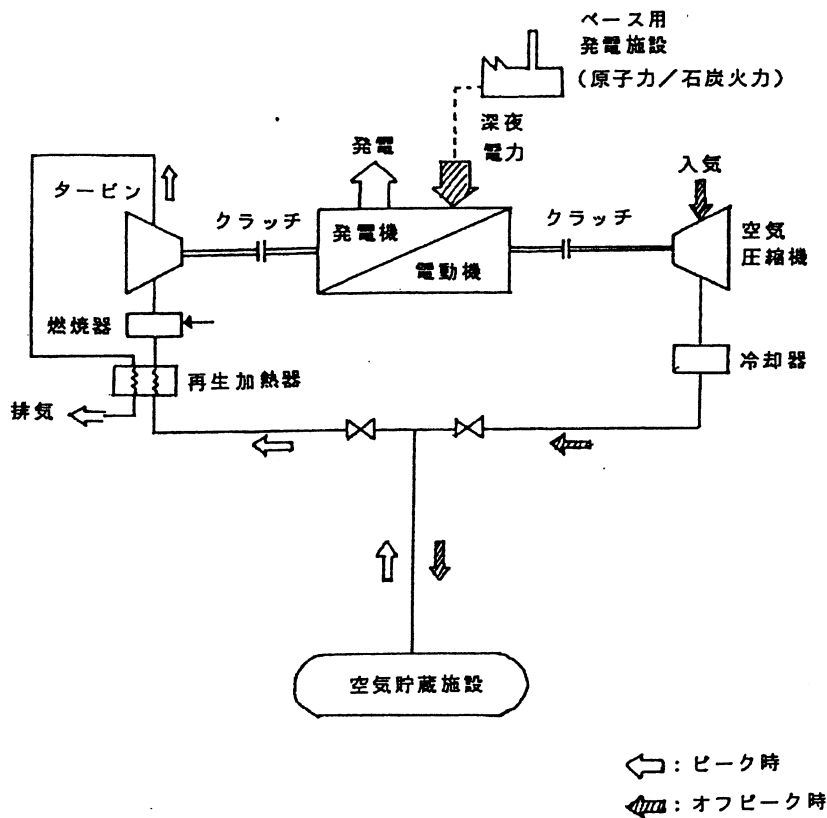 ベース用
発電施設
(原子力／石炭火力)
深夜
電力
発電
入気
タービン
クラッチ
クラッチ
発電機
電動機
空気
圧縮機
燃焼器
冷却器
再生加熱器
排気
空気貯蔵施設
：ピーク時
：オフピーク時